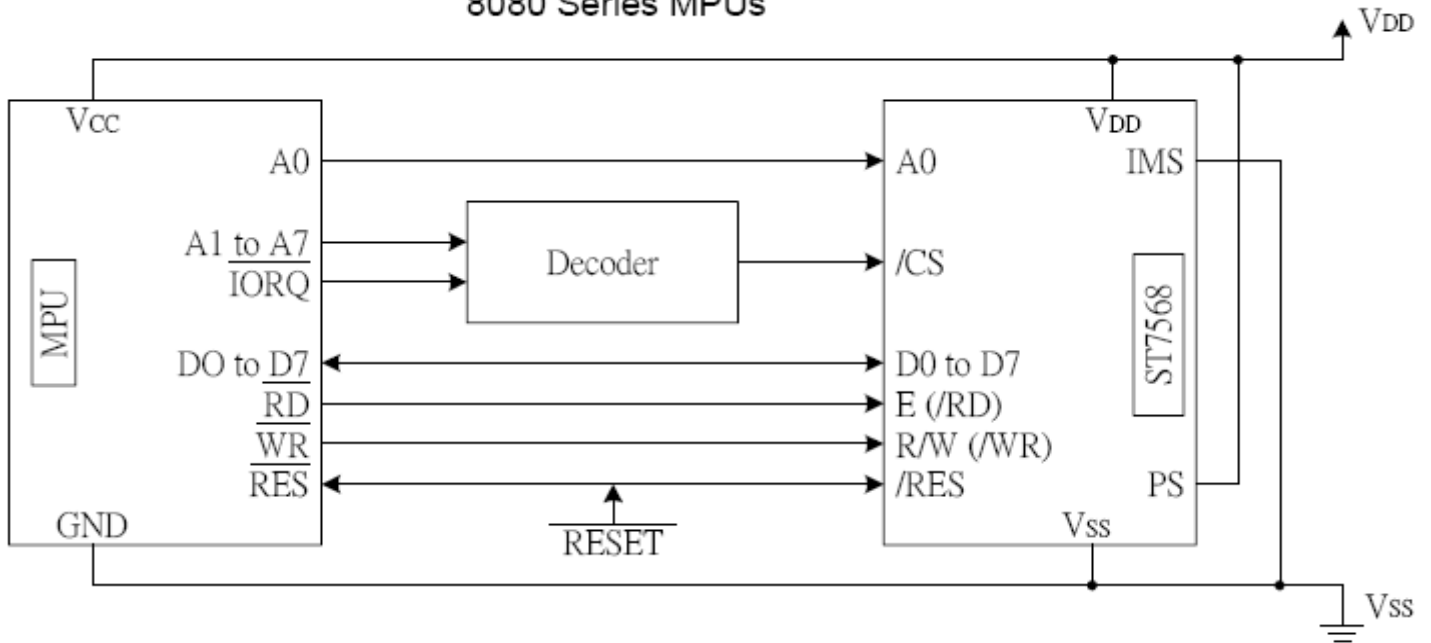 8080 Series MPUs
VDD
VCC
A0
A1 to A7
IORQ
MPU
DO to D7
RD
WR
RES
GND
Decoder
RESET
VDD
A0
IMS
/CS
ST7568
D0 to D7
E (/RD)
R/W (/WR)
/RES
PS
VSS
VSS